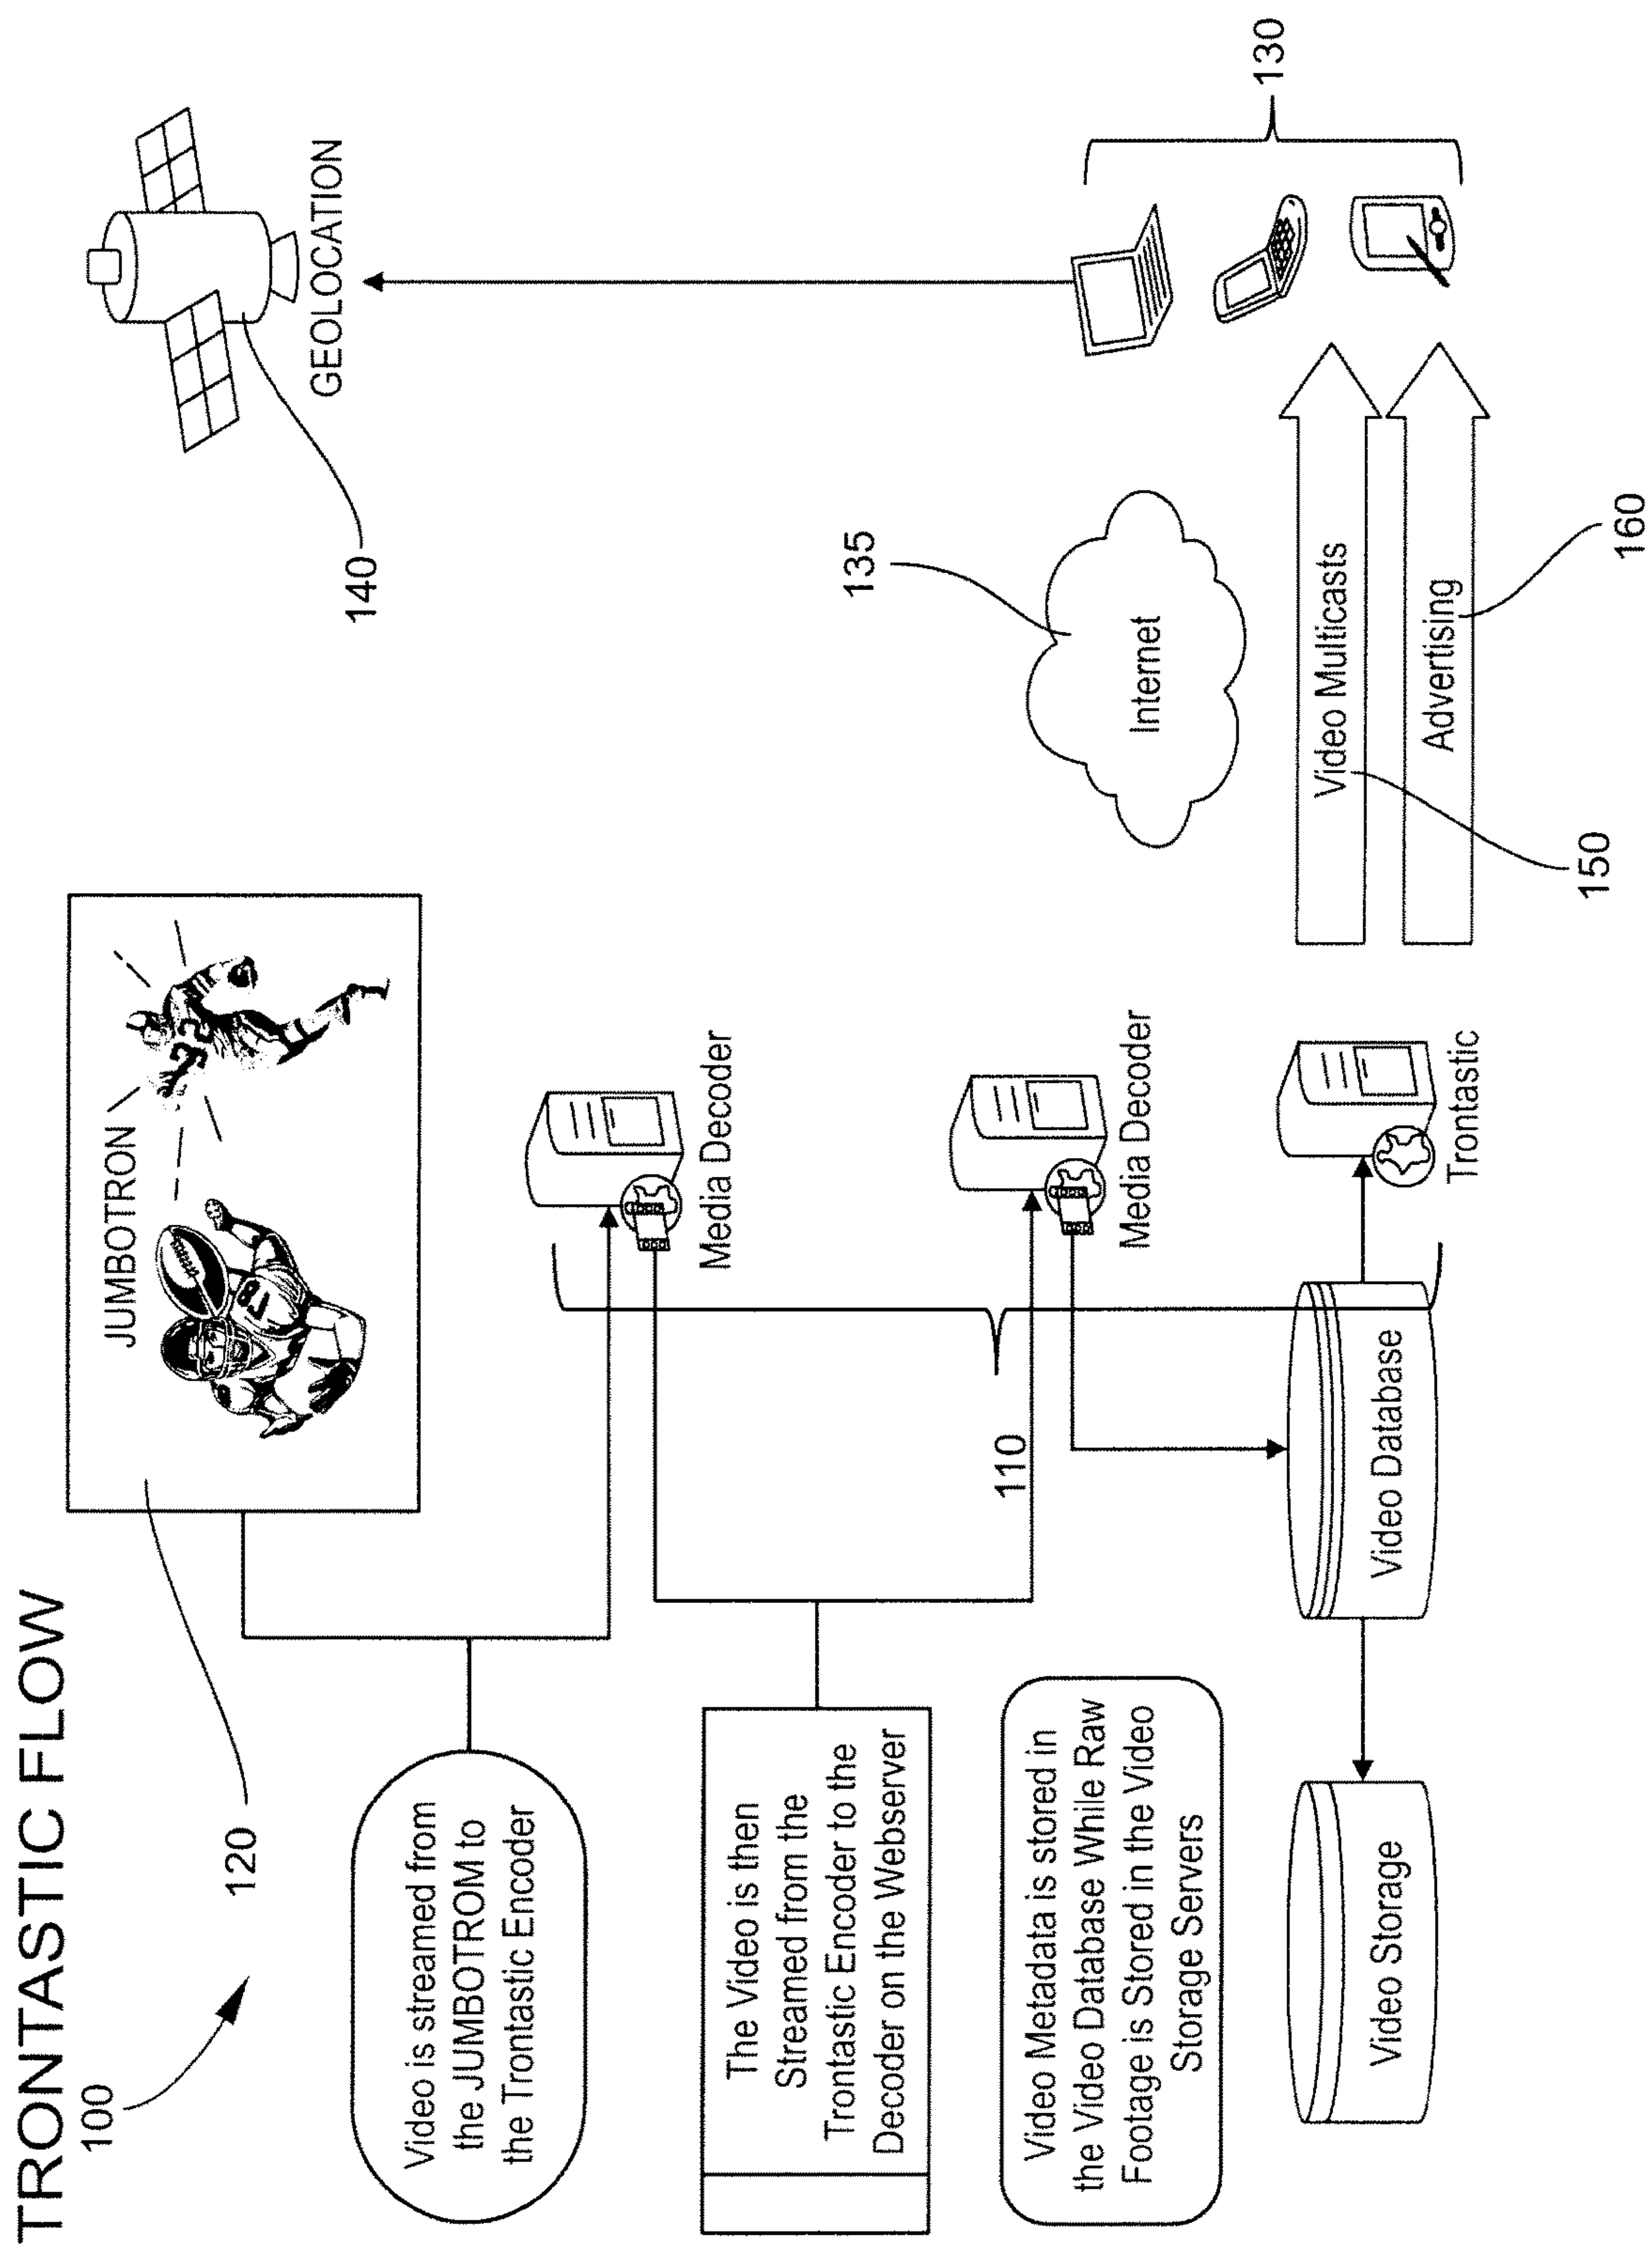 TRONTASTIC FLOW
100
120
JUMBOTRON
32
81
140
GEOLOCATION
Video is streamed from
the JUMBOTROM to
the Trontastic Encoder
Media Decoder
The Video is then
Streamed from the
Trontastic Encoder to the
Decoder on the Webserver
110
Media Decoder
135
Internet
130
Video Metadata is stored in
the Video Database While Raw
Footage is Stored in the Video
Storage Servers
Video Storage
Video Database
Trontastic
Video Multicasts
Advertising
150
160